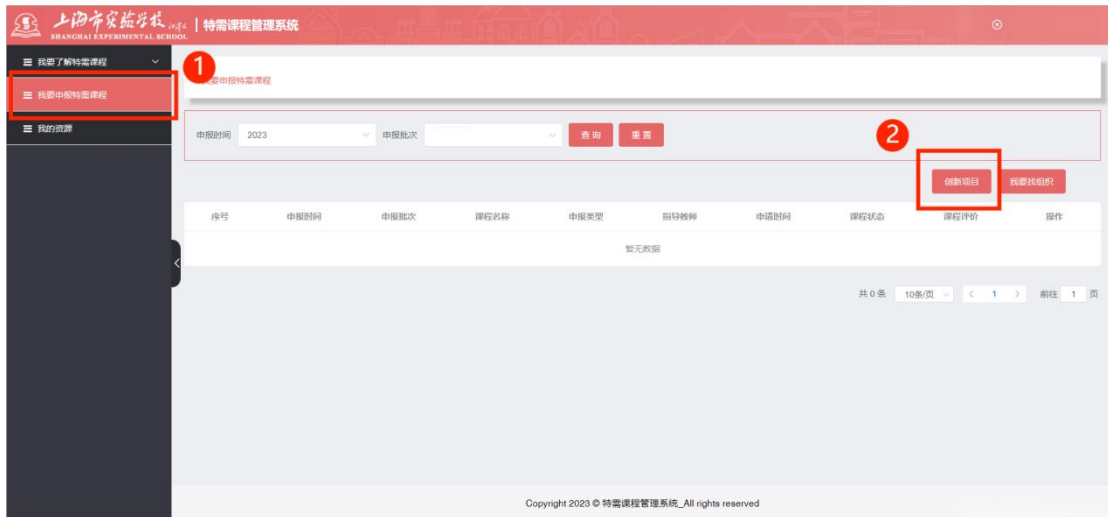 上海市实验学校 | 特需课程管理系统
SHANGHAI EXPERIMENTAL SCHOOL
我要了解特需课程
1
要申报特需课程
我要申报特需课程
我的资源
申报时间 2023 申报批次 查询 重置
2
创新项目 我要找组织
序号 申报时间 申报批次 课程名称 申报类型 指导教师 申请时间 课程状态 课程评价 操作
暂无数据
共 0 条 10条/页 < 1 > 前往 1 页
Copyright 2023 © 特需课程管理系统_All rights reserved